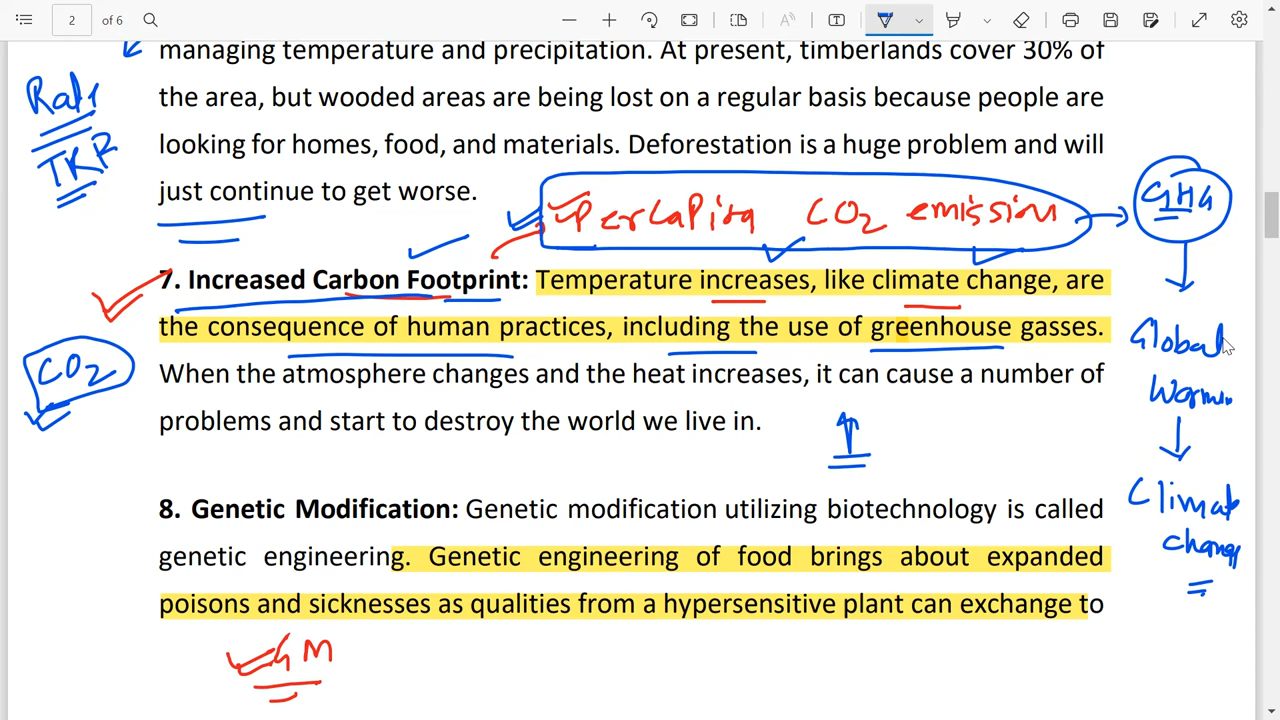 2 of 6
managing temperature and precipitation. At present, timberlands cover 30% of
the area, but wooded areas are being lost on a regular basis because people are
looking for homes, food, and materials. Deforestation is a huge problem and will
just continue to get worse.
TKR
PerCaPita CO2 emission
GHG
7. Increased Carbon Footprint: Temperature increases, like climate change, are
the consequence of human practices, including the use of greenhouse gasses.
When the atmosphere changes and the heat increases, it can cause a number of
problems and start to destroy the world we live in.
CO2
Global
Climate
change
8. Genetic Modification: Genetic modification utilizing biotechnology is called
genetic engineering. Genetic engineering of food brings about expanded
poisons and sicknesses as qualities from a hypersensitive plant can exchange to
GM